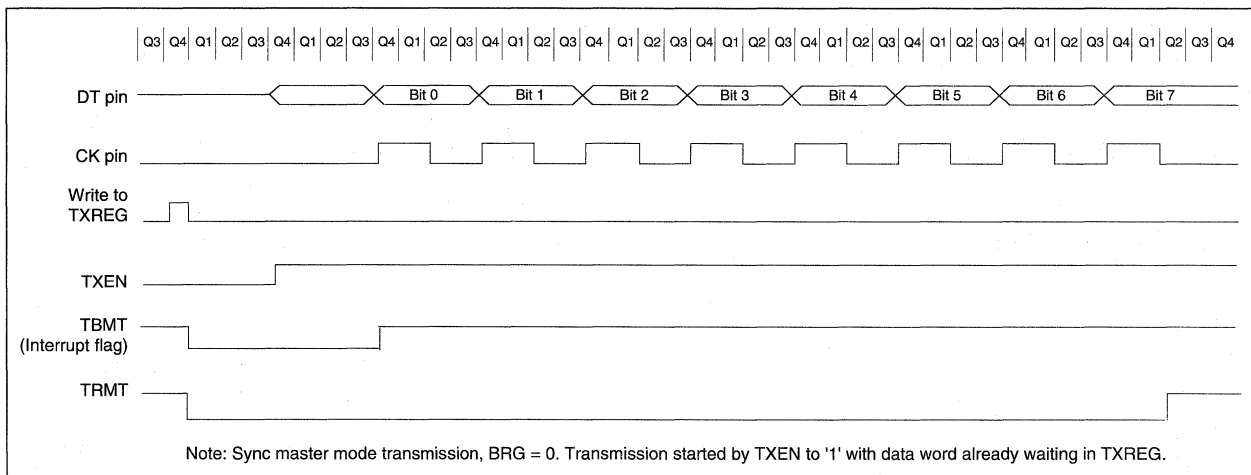 Q3 Q4 Q1 Q2 Q3 Q4 Q1 Q2 Q3 Q4 Q1 Q2 Q3 Q4 Q1 Q2 Q3 Q4 Q1 Q2 Q3 Q4 Q1 Q2 Q3 Q4 Q1 Q2 Q3 Q4 Q1 Q2 Q3 Q4 Q1 Q2 Q3 Q4 Q1 Q2 Q3 Q4
DT pin Bit 0 Bit 1 Bit 2 Bit 3 Bit 4 Bit 5 Bit 6 Bit 7
CK pin
Write to
TXREG
TXEN
TBMT
(Interrupt flag)
TRMT
Note: Sync master mode transmission, BRG = 0. Transmission started by TXEN to '1' with data word already waiting in TXREG.